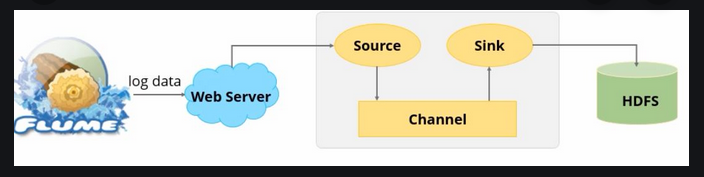 FLUME
log data
Web Server
Source
Sink
Channel
HDFS